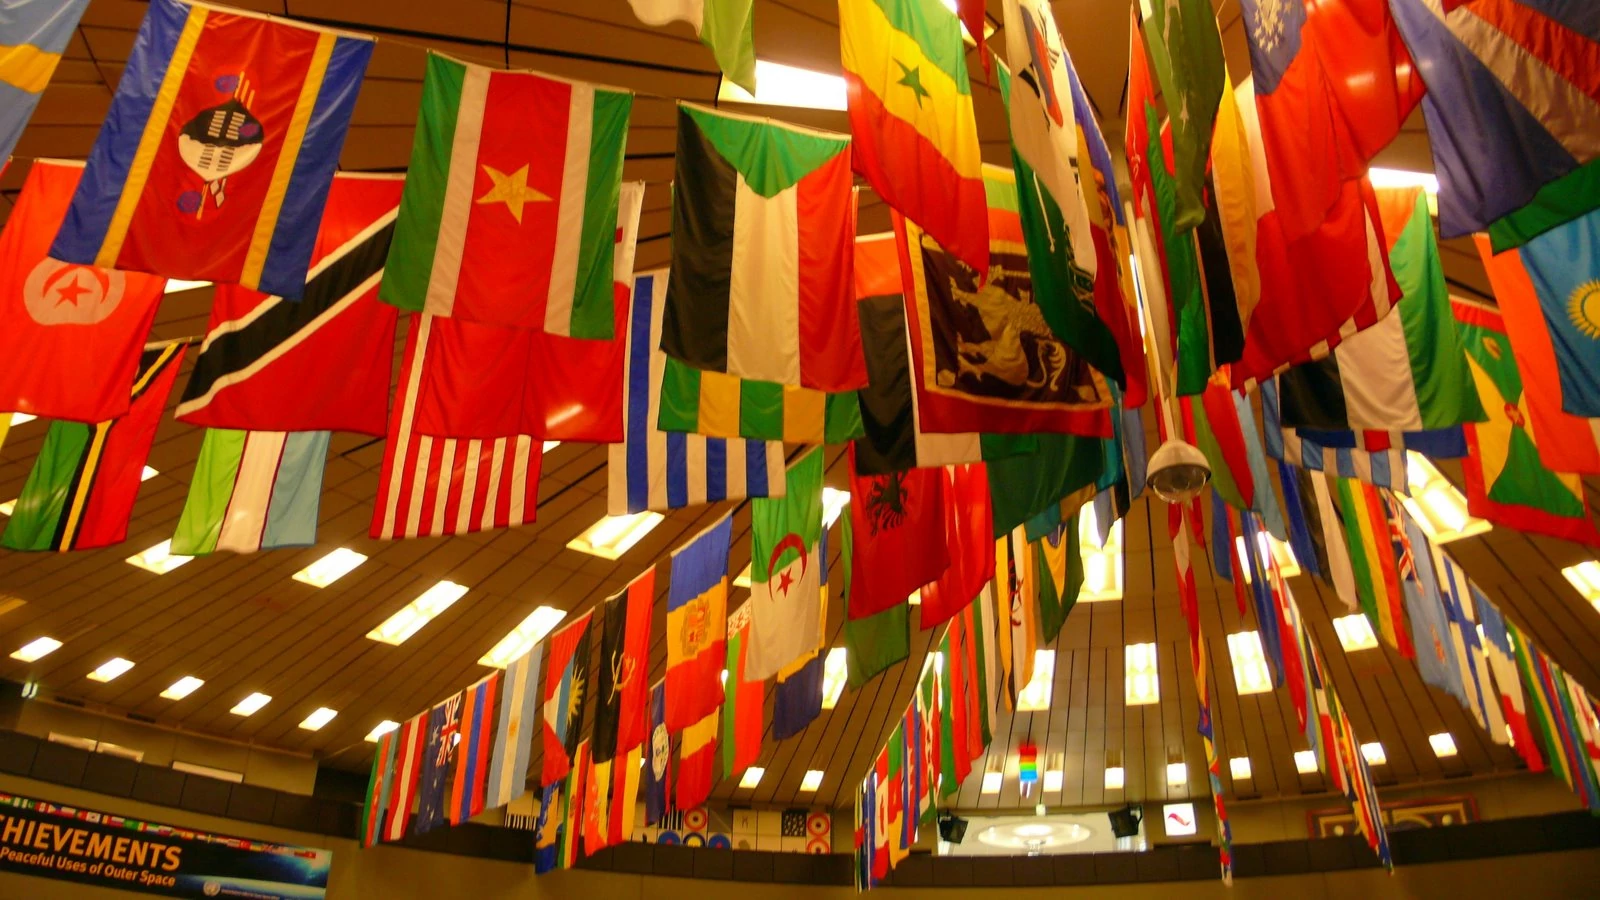 CHIEVEMENTS
Peaceful Uses of Outer Space